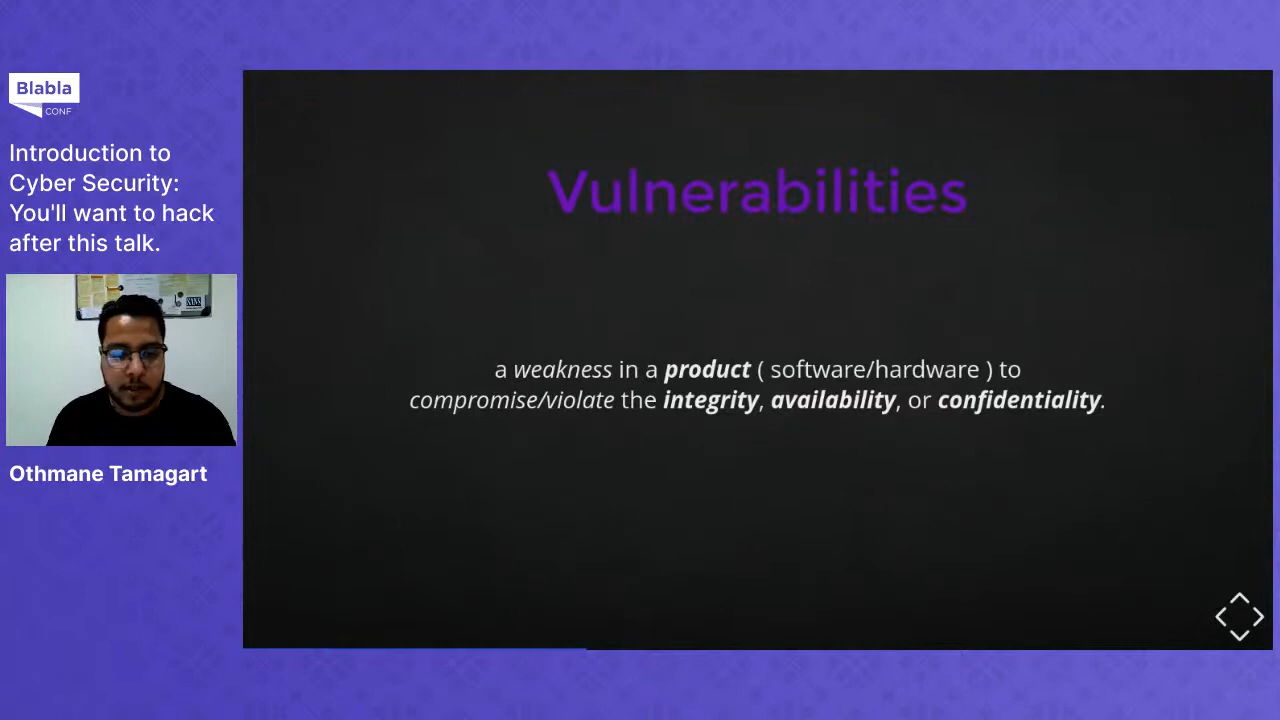 Blabla
CONF
Introduction to
Cyber Security:
You'll want to hack
after this talk.
Othmane Tamagart
Vulnerabilities
a weakness in a product ( software/hardware ) to
compromise/violate the integrity, availability, or confidentiality.